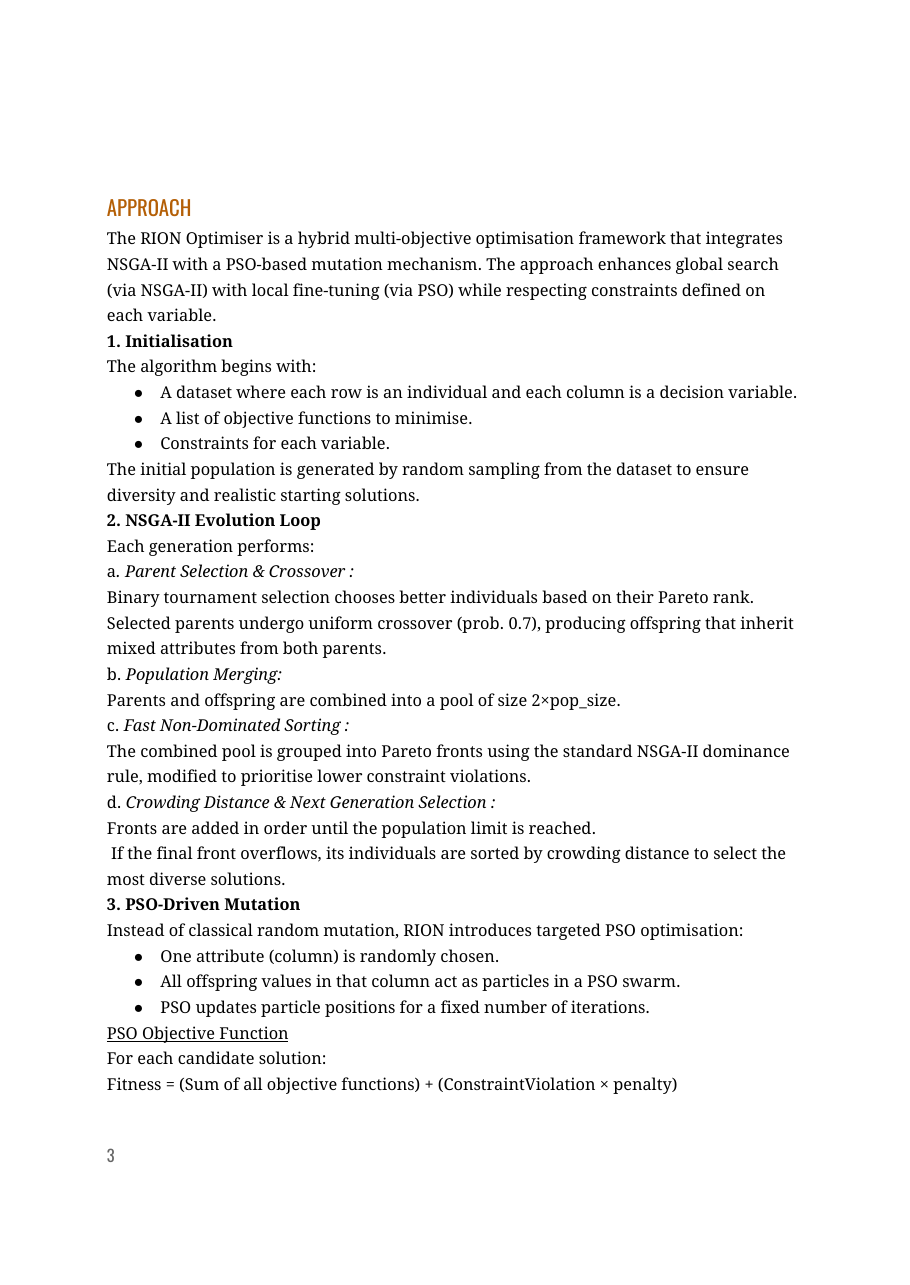 APPROACH
The RION Optimiser is a hybrid multi-objective optimisation framework that integrates
NSGA-II with a PSO-based mutation mechanism. The approach enhances global search
(via NSGA-II) with local fine-tuning (via PSO) while respecting constraints defined on
each variable.
1. Initialisation
The algorithm begins with:
● A dataset where each row is an individual and each column is a decision variable.
● A list of objective functions to minimise.
● Constraints for each variable.
The initial population is generated by random sampling from the dataset to ensure
diversity and realistic starting solutions.
2. NSGA-II Evolution Loop
Each generation performs:
a. Parent Selection & Crossover :
Binary tournament selection chooses better individuals based on their Pareto rank.
Selected parents undergo uniform crossover (prob. 0.7), producing offspring that inherit
mixed attributes from both parents.
b. Population Merging:
Parents and offspring are combined into a pool of size 2×pop_size.
c. Fast Non-Dominated Sorting :
The combined pool is grouped into Pareto fronts using the standard NSGA-II dominance
rule, modified to prioritise lower constraint violations.
d. Crowding Distance & Next Generation Selection :
Fronts are added in order until the population limit is reached.
If the final front overflows, its individuals are sorted by crowding distance to select the
most diverse solutions.
3. PSO-Driven Mutation
Instead of classical random mutation, RION introduces targeted PSO optimisation:
● One attribute (column) is randomly chosen.
● All offspring values in that column act as particles in a PSO swarm.
● PSO updates particle positions for a fixed number of iterations.
PSO Objective Function
For each candidate solution:
Fitness = (Sum of all objective functions) + (ConstraintViolation × penalty)
3